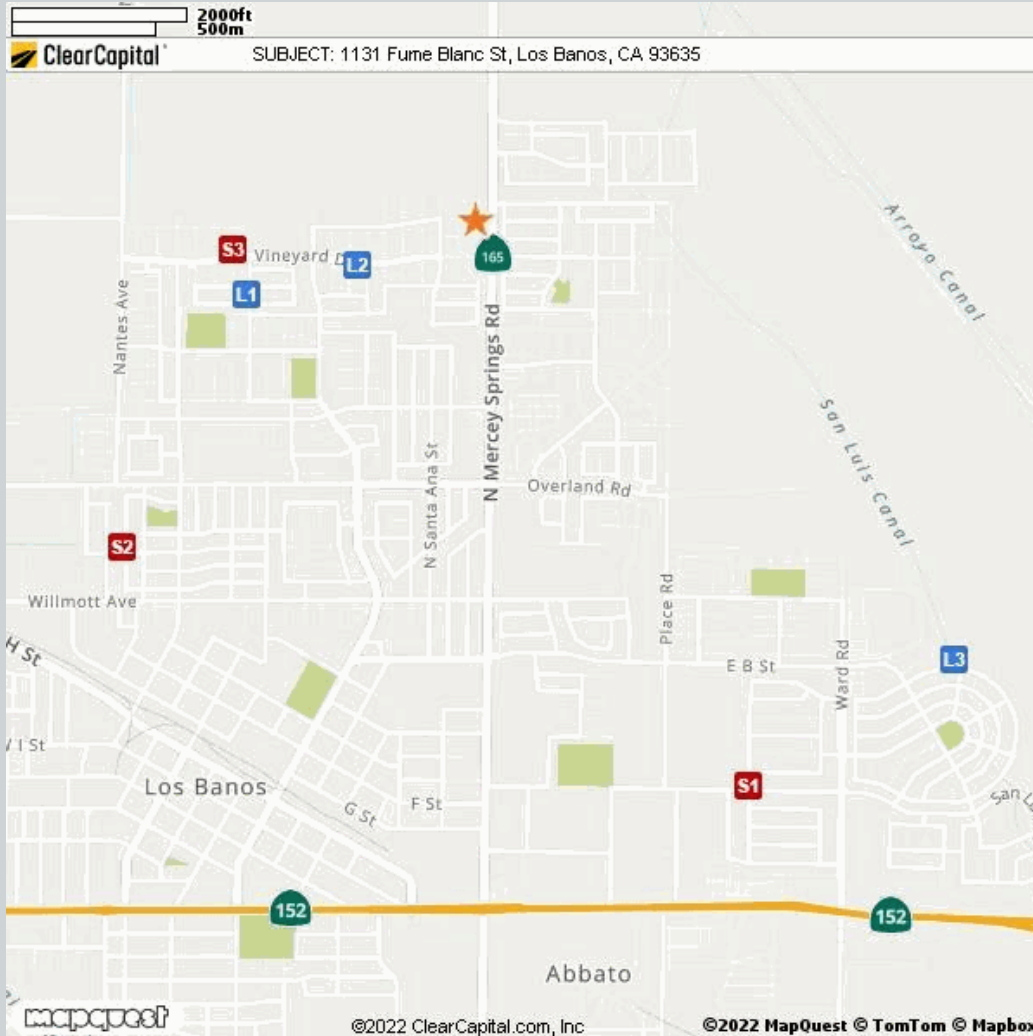 2000ft
500m
ClearCapital
SUBJECT: 1131 Fume Blanc St, Los Banos, CA 93635
Arroyo Canal
S3
Vineyard
L2
165
L1
Nantes Ave
N Mercey Springs Rd
San Luis Canal
N Santa Ana St
Overland Rd
S2
Willmott Ave
Place Rd
H St
E B St
Ward Rd
L3
I St
Los Banos
G St
F St
S1
San
152
152
Abbato
mapquest
©2022 ClearCapital.com, Inc
©2022 MapQuest © TomTom © Mapbox